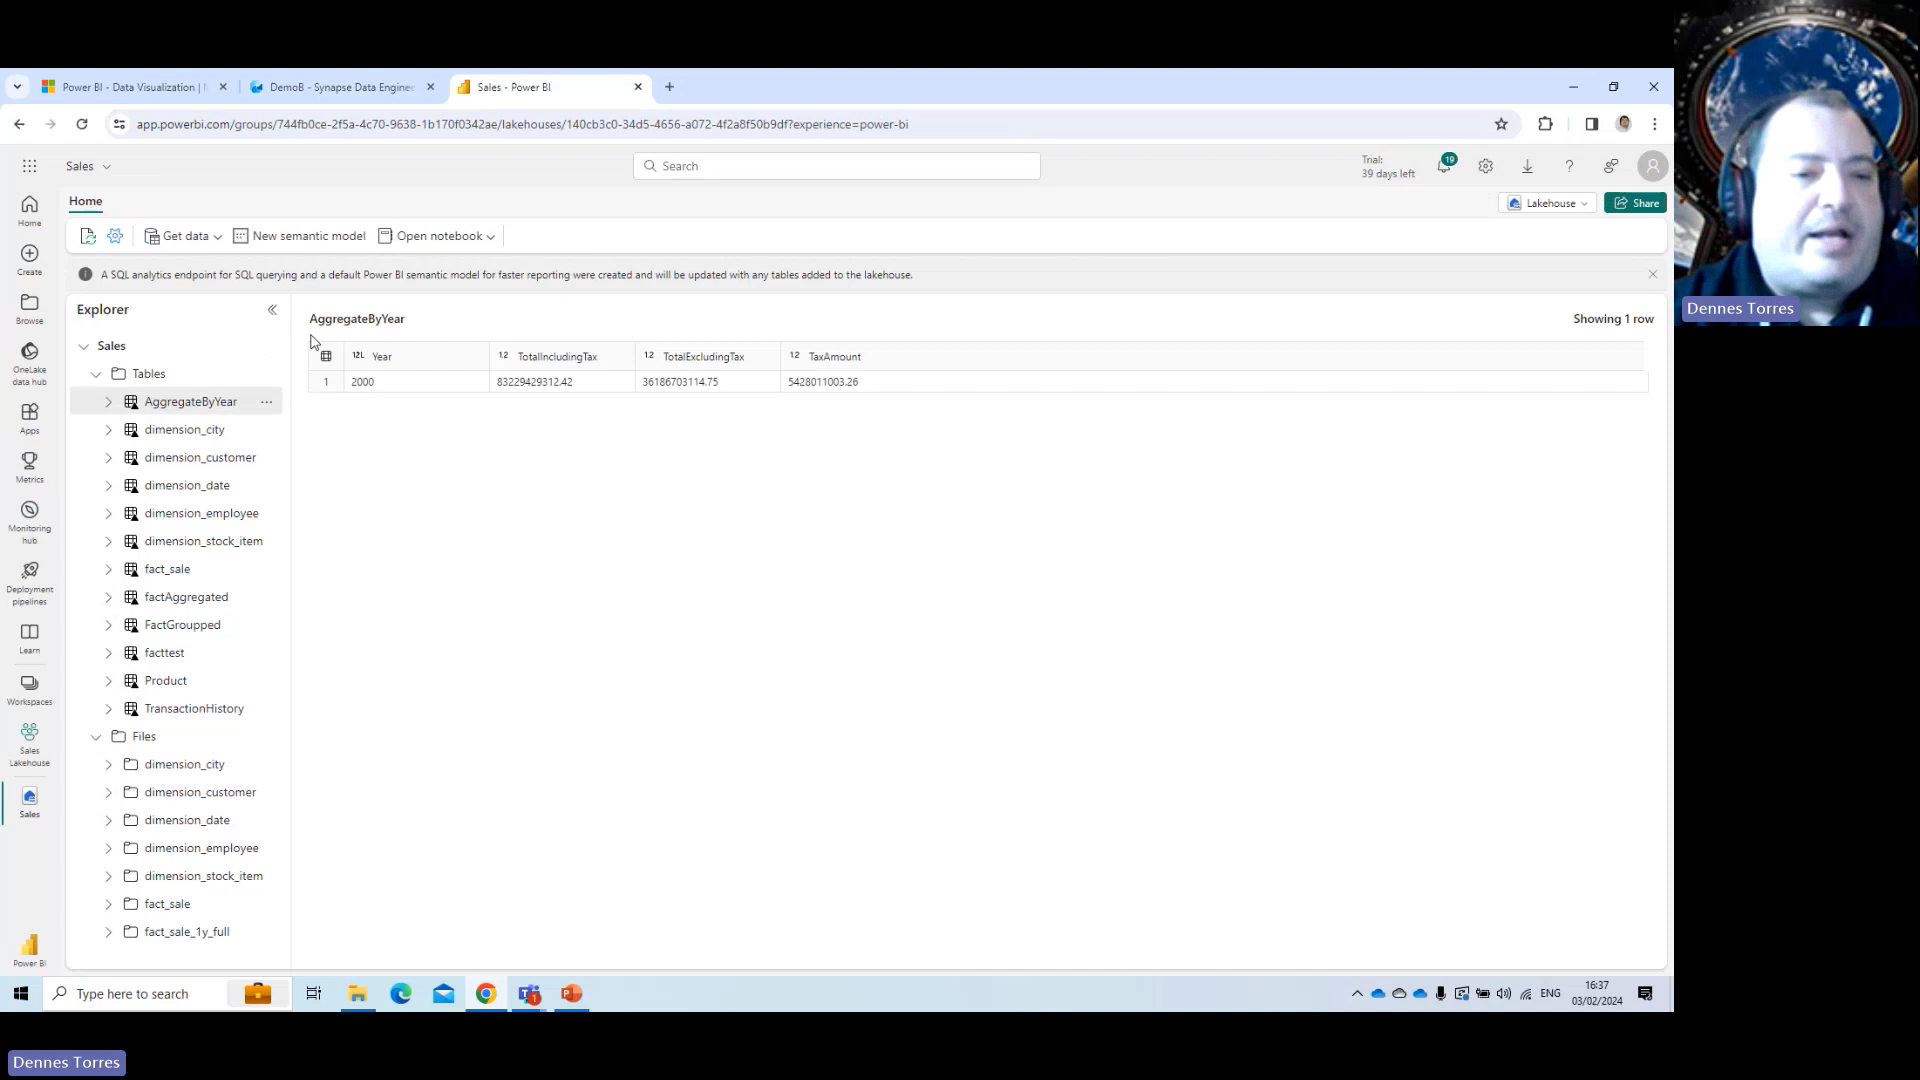 Power BI - Data Visualization |
DemoB - Synapse Data Engine
Sales - Power BI
app.powerbi.com/groups/744fb0ce-2f5a-4c70-9638-1b170f0342ae/lakehouses/140cb3c0-34d5-4656-a072-4f2a8f50b9df?experience=power-bi
Sales
Search
Trial:
39 days left
19
Home
Lakehouse
Share
Get data
New semantic model
Open notebook
A SQL analytics endpoint for SQL querying and a default Power BI semantic model for faster reporting were created and will be updated with any tables added to the lakehouse.
Home
Create
Browse
OneLake
data hub
Apps
Metrics
Monitoring
hub
Deployment
pipelines
Learn
Workspaces
Sales
Lakehouse
Sales
Power BI
Explorer
Sales
Tables
AggregateByYear ...
dimension_city
dimension_customer
dimension_date
dimension_employee
dimension_stock_item
fact_sale
factAggregated
FactGroupped
facttest
Product
TransactionHistory
Files
dimension_city
dimension_customer
dimension_date
dimension_employee
dimension_stock_item
fact_sale
fact_sale_1y_full
AggregateByYear
Showing 1 row
12L Year 12 TotalIncludingTax 12 TotalExcludingTax 12 TaxAmount
1 2000 83229429312.42 36186703114.75 5428011003.26
Type here to search
1
ENG
16:37
03/02/2024
Dennes Torres
Dennes Torres